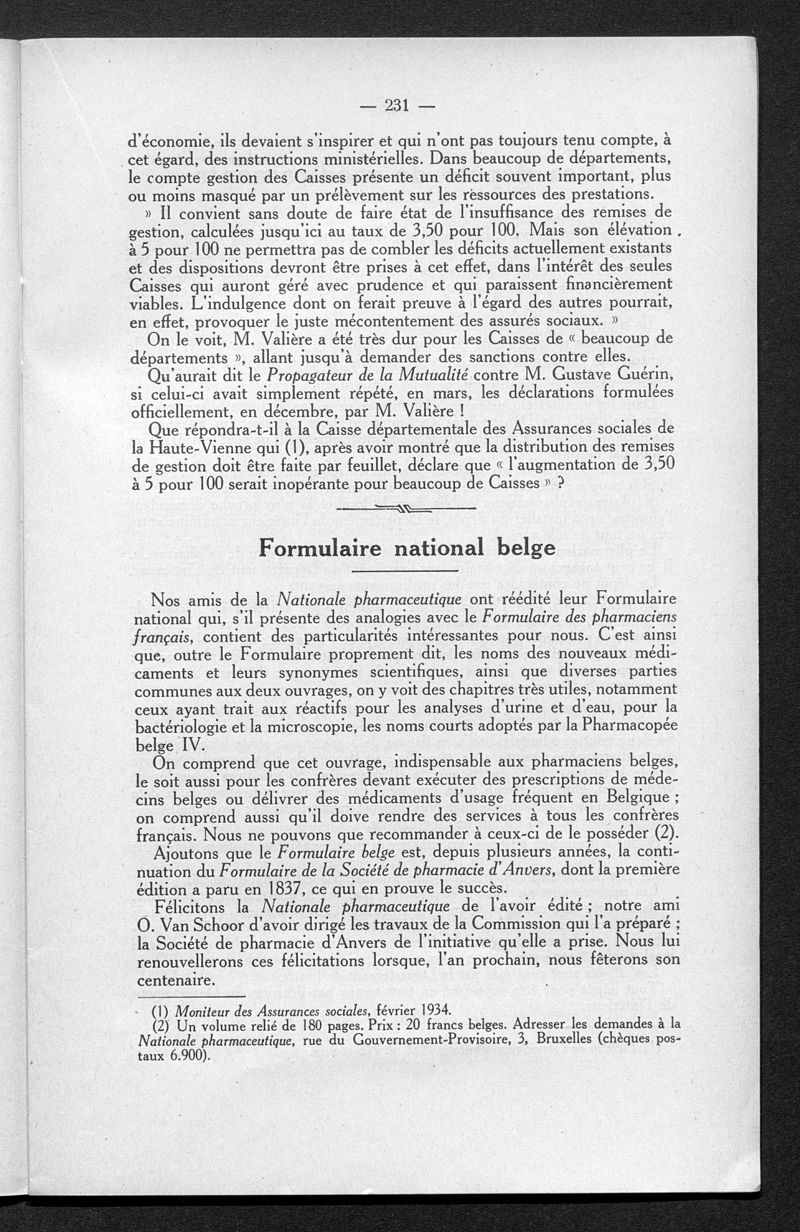 — 231 —
d'économie, ils devaient s'inspirer et qui n'ont pas toujours tenu compte, à
cet égard, des instructions ministérielles. Dans beaucoup de départements,
le compte gestion des Caisses présente un déficit souvent important, plus
ou moins masqué par un prélèvement sur les ressources des prestations.
» Il convient sans doute de faire état de l'insuffisance des remises de
gestion, calculées jusqu'ici au taux de 3,50 pour 100. Mais son élévation
à 5 pour 100 ne permettra pas de combler les déficits actuellement existants
et des dispositions devront être prises à cet effet, dans l'intérêt des seules
Caisses qui auront géré avec prudence et qui paraissent financièrement
viables. L'indulgence dont on ferait preuve à l'égard des autres pourrait,
en effet, provoquer le juste mécontentement des assurés sociaux. »
On le voit, M. Valière a été très dur pour les Caisses de « beaucoup de
départements », allant jusqu'à demander des sanctions contre elles.
Qu'aurait dit le Propagateur de la Mutualité contre M. Gustave Guérin,
si celui-ci avait simplement répété, en mars, les déclarations formulées
officiellement, en décembre, par M. Valière !
Que répondra-t-il à la Caisse départementale des Assurances sociales de
la Haute-Vienne qui (1), après avoir montré que la distribution des remises
de gestion doit être faite par feuillet, déclare que « l'augmentation de 3,50
à 5 pour 100 serait inopérante pour beaucoup de Caisses » ?
Formulaire national belge
Nos amis de la Nationale pharmaceutique ont réédité leur Formulaire
national qui, s'il présente des analogies avec le Formulaire des pharmaciens
français, contient des particularités intéressantes pour nous. C'est ainsi
que, outre le Formulaire proprement dit, les noms des nouveaux médi-
caments et leurs synonymes scientifiques, ainsi que diverses parties
communes aux deux ouvrages, on y voit des chapitres très utiles, notamment
ceux ayant trait aux réactifs pour les analyses d'urine et d'eau, pour la
bactériologie et la microscopie, les noms courts adoptés par la Pharmacopée
belge IV.
On comprend que cet ouvrage, indispensable aux pharmaciens belges,
le soit aussi pour les confrères devant exécuter des prescriptions de méde-
cins belges ou délivrer des médicaments d'usage fréquent en Belgique ;
on comprend aussi qu'il doive rendre des services à tous les confrères
français. Nous ne pouvons que recommander à ceux-ci de le posséder (2).
Ajoutons que le Formulaire belge est, depuis plusieurs années, la conti-
nuation du Formulaire de la Société de pharmacie d'Anvers, dont la première
édition a paru en 1837, ce qui en prouve le succès.
Félicitons la Nationale pharmaceutique de l'avoir édité ; notre ami
O. Van Schoor d'avoir dirigé les travaux de la Commission qui l'a préparé ;
la Société de pharmacie d'Anvers de l'initiative qu'elle a prise. Nous lui
renouvellerons ces félicitations lorsque, l'an prochain, nous fêterons son
centenaire.
(1) Moniteur des Assurances sociales, février 1934.
(2) Un volume relié de 180 pages. Prix : 20 francs belges. Adresser les demandes à la
Nationale pharmaceutique, rue du Gouvernement-Provisoire, 3, Bruxelles (chèques pos-
taux 6.900).